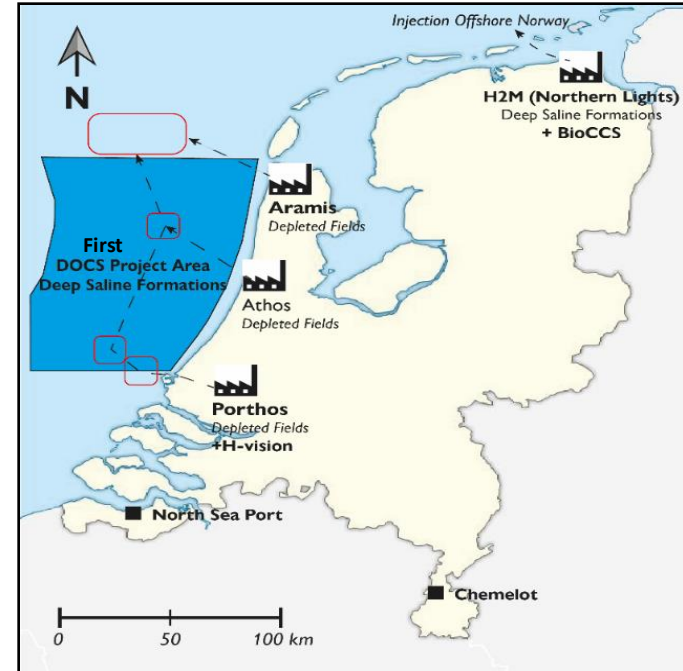 Injection Offshore Norway
N
H2M (Northern Lights)
Deep Saline Formations
+ BioCCS
Aramis
Depleted Fields
First
DOCS Project Area
Deep Saline Formations
Athos
Depleted Fields
Porthos
Depleted Fields
+H-vision
North Sea Port
Chemelot
0 50 100 km